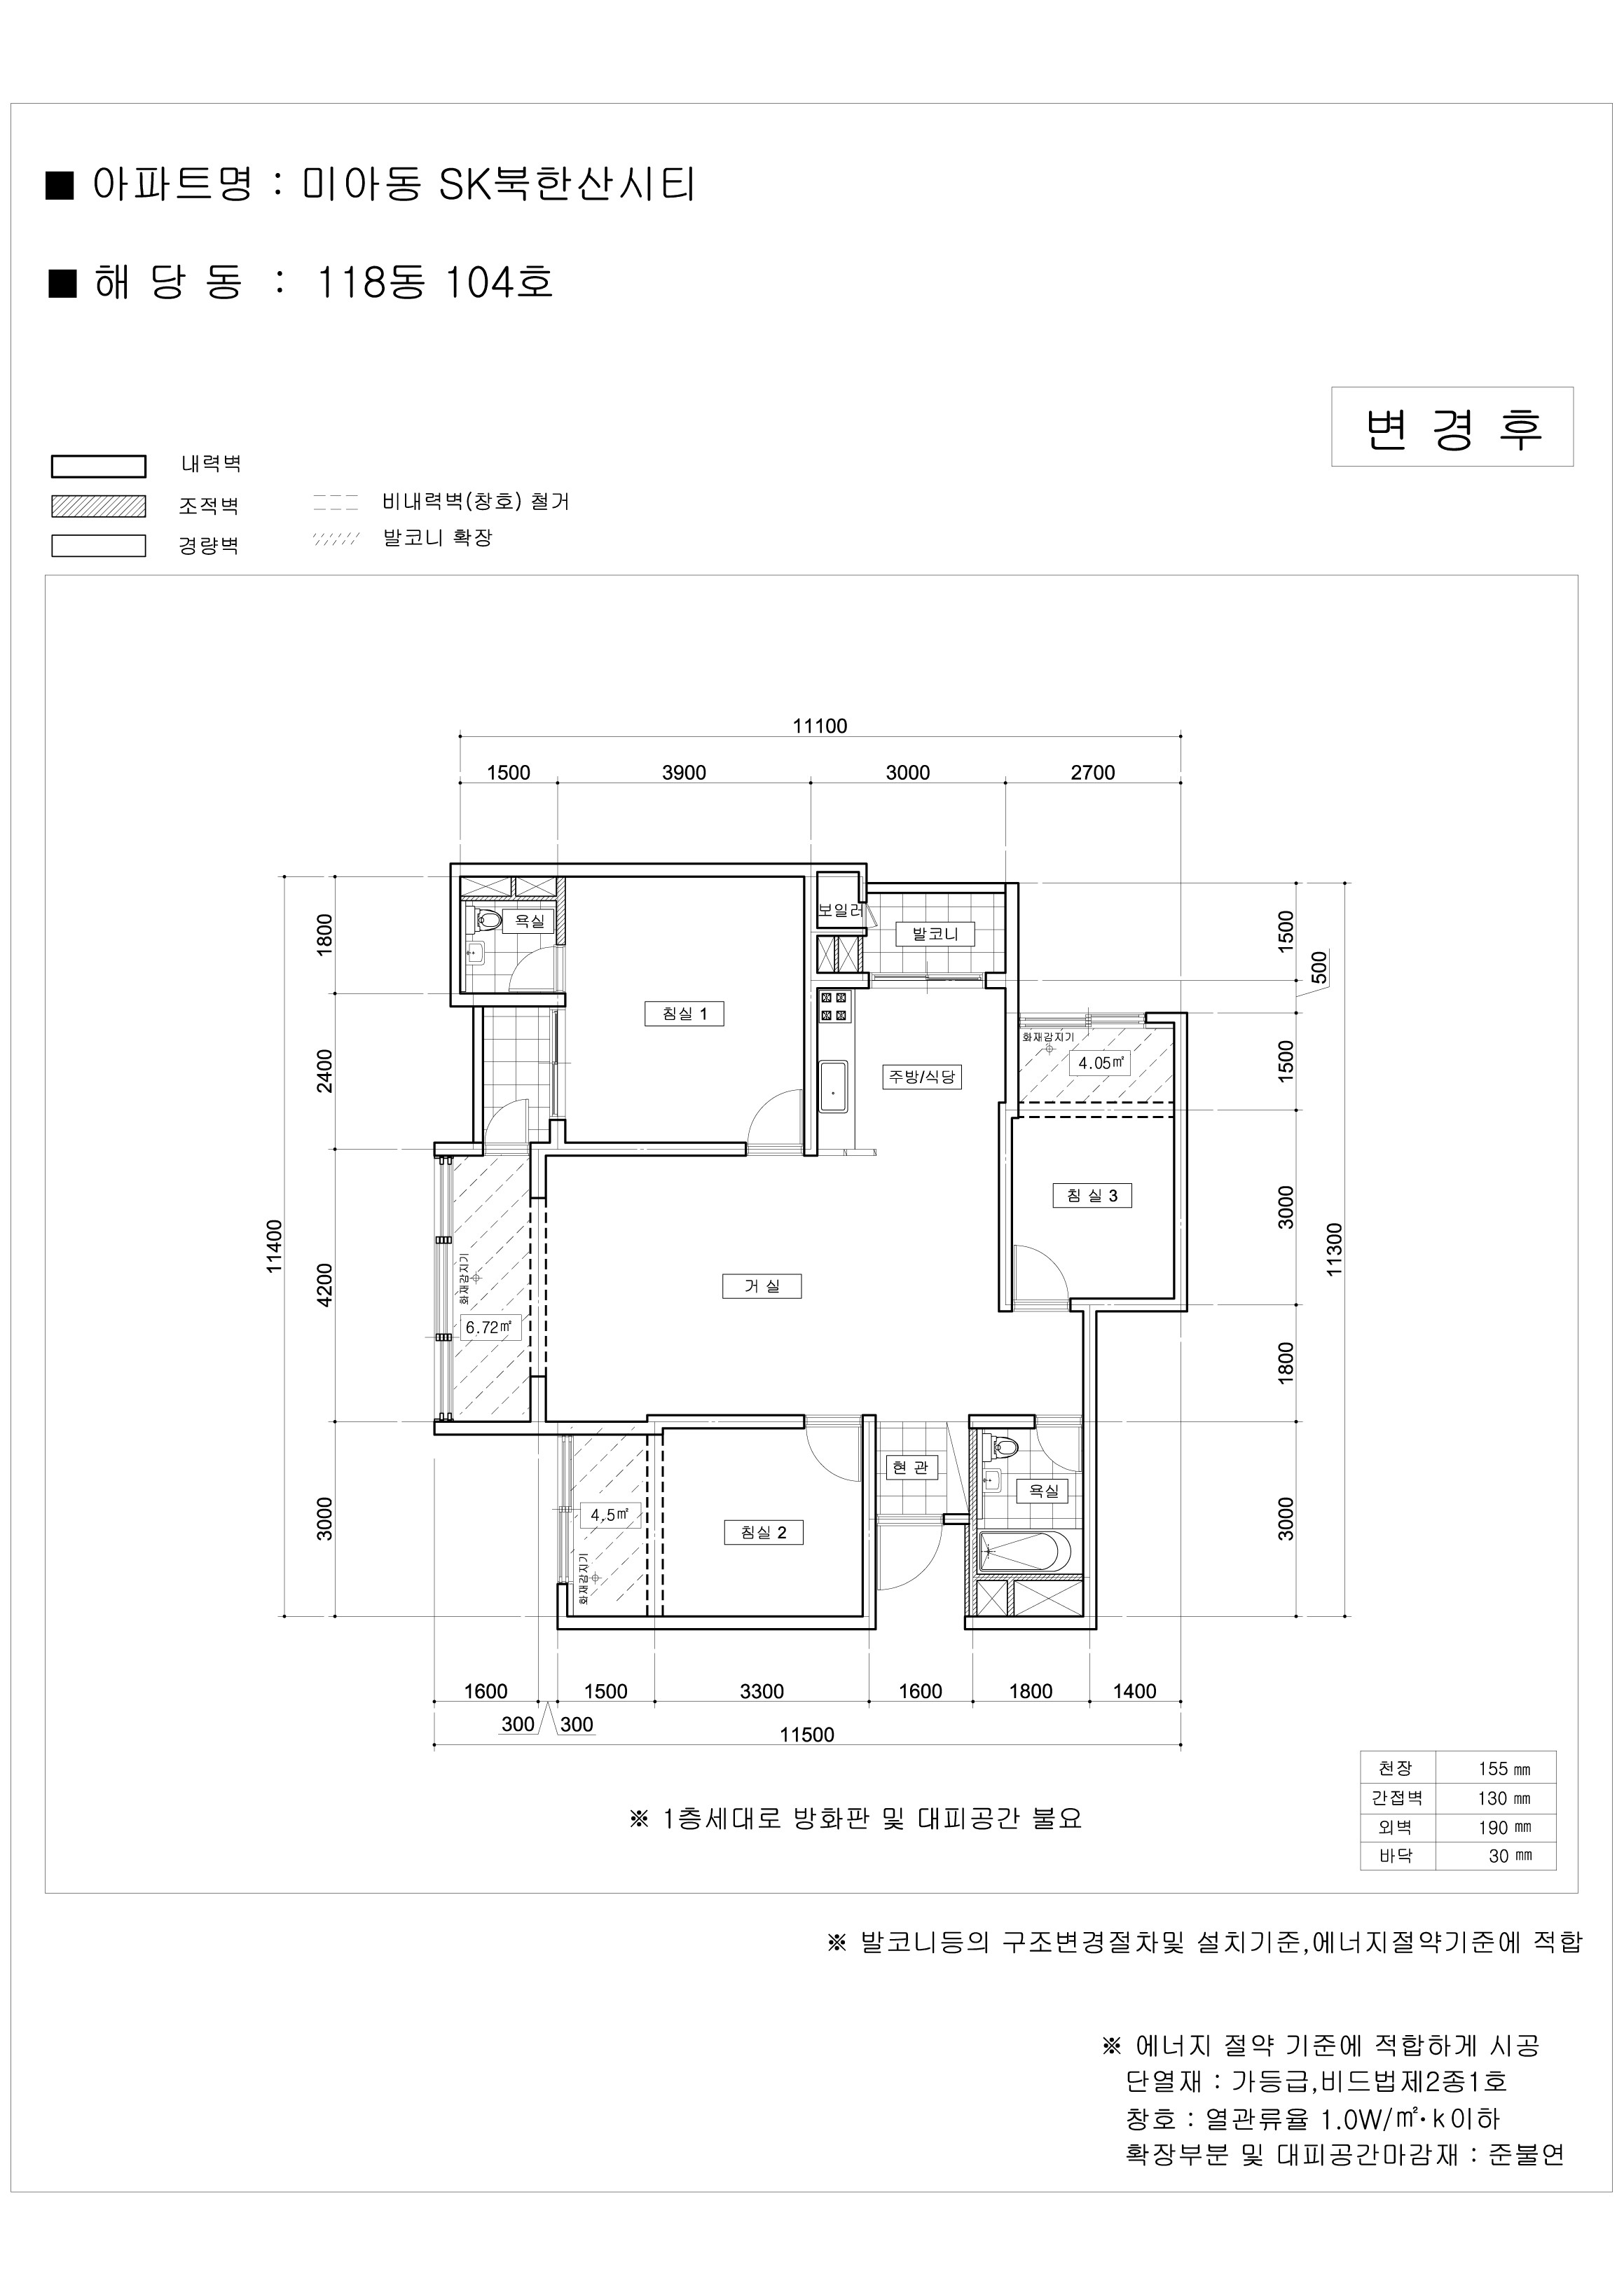 ■ 아파트명 : 미아동 SK북한산시티
■ 해 당 동 : 118동 104호
변 경 후
내력벽
조적벽
경량벽
비내력벽(창호) 철거
발코니 확장
11100
1500 3900 3000 2700
11400
1800
2400
4200
3000
욕실
침실 1
보일러
발코니
주방/식당
화재감지기
4.05㎡
침 실 3
거 실
화재감지기
6.72㎡
4.5㎡
화재감지기
침실 2
현 관
욕실
1500
500
1500
3000
1800
3000
11300
1600 1500 3300 1600 1800 1400
300 300
11500
※ 1층세대로 방화판 및 대피공간 불요
천장 155 ㎜
간접벽 130 ㎜
외벽 190 ㎜
바닥 30 ㎜
※ 발코니등의 구조변경절차및 설치기준,에너지절약기준에 적합
※ 에너지 절약 기준에 적합하게 시공
단열재 : 가등급,비드법제2종1호
창호 : 열관류율 1.0W/㎡·k이하
확장부분 및 대피공간마감재 : 준불연